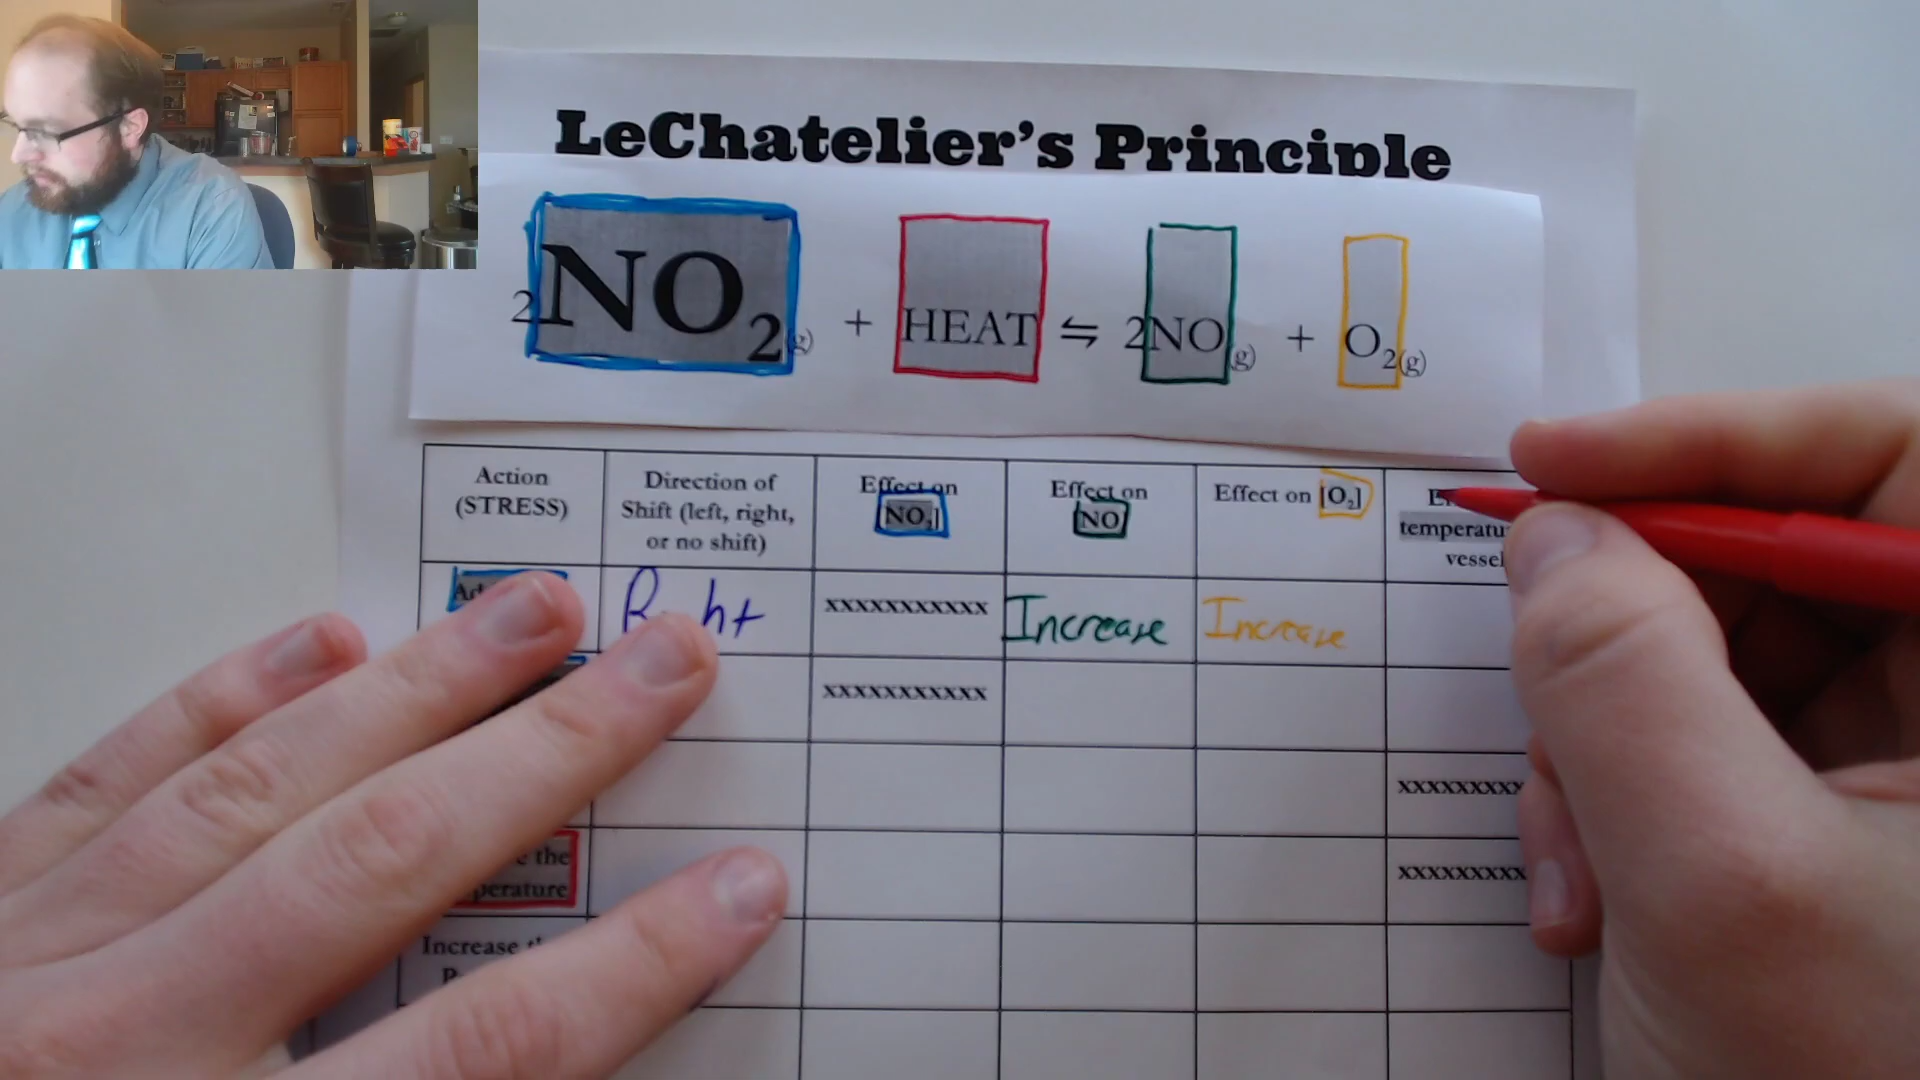 LeChatelier's Principle
2NO2(g) + HEAT ⇋ 2NO(g) + O2(g)
Action
(STRESS)
Direction of
Shift (left, right,
or no shift)
Effect on
[NO2]
Effect on
NO
Effect on [O2]
temperatu
vessel
Ad
R ht
XXXXXXXXXXX
Increase
Increase
XXXXXXXXXXX
XXXXXXXXX
e the
perature
XXXXXXXXX
Increase t
P